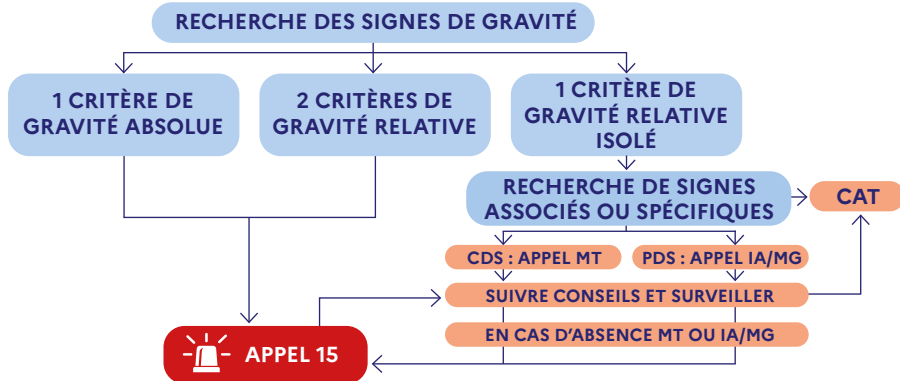 RECHERCHE DES SIGNES DE GRAVITÉ
1 CRITÈRE DE
GRAVITÉ ABSOLUE
2 CRITÈRES DE
GRAVITÉ RELATIVE
1 CRITÈRE DE
GRAVITÉ RELATIVE
ISOLÉ
RECHERCHE DE SIGNES
ASSOCIÉS OU SPÉCIFIQUES
CAT
CDS : APPEL MT
PDS : APPEL IA/MG
SUIVRE CONSEILS ET SURVEILLER
EN CAS D'ABSENCE MT OU IA/MG
APPEL 15